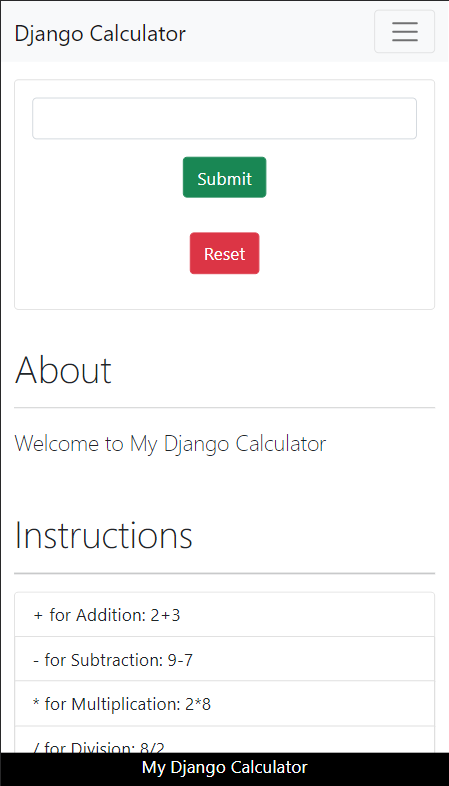 Django Calculator
Submit
Reset
About
Welcome to My Django Calculator
Instructions
+ for Addition: 2+3
- for Subtraction: 9-7
* for Multiplication: 2*8
/ for Division: 8/2
My Django Calculator